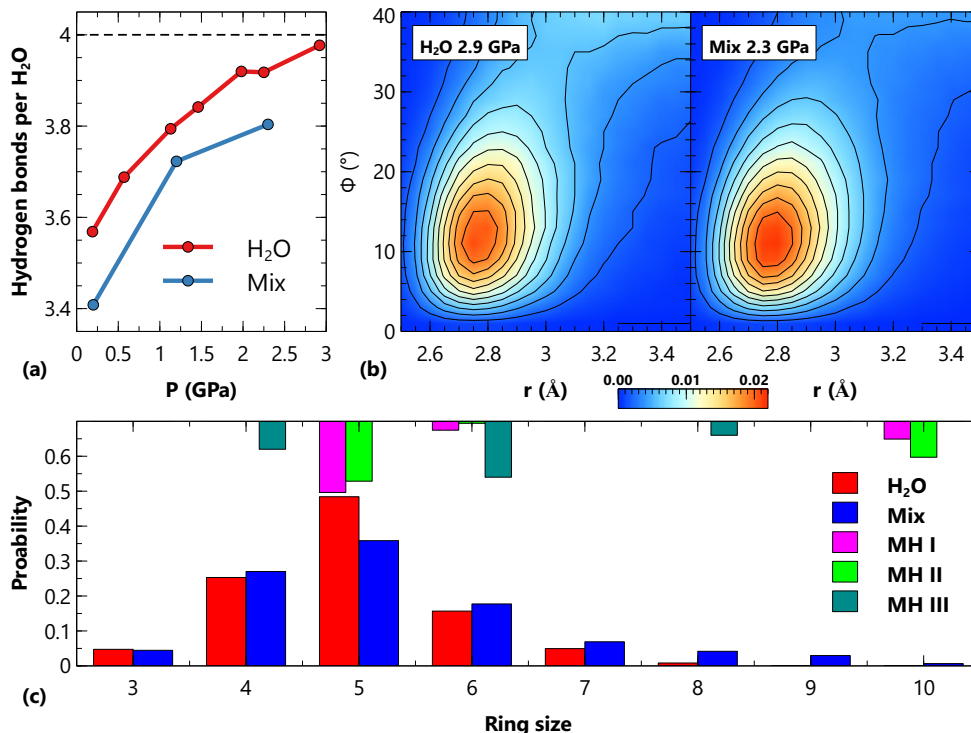 4
3.8
3.6
3.4
Hydrogen bonds per H₂O
H₂O
Mix
0 0.5 1 1.5 2 2.5 3
P (GPa)
(a)
H₂O 2.9 GPa
Mix 2.3 GPa
40
30
20
10
0
Φ (°)
2.6 2.8 3 3.2 3.4
2.6 2.8 3 3.2 3.4
(b)
r (Å)
0.00 0.01 0.02
r (Å)
0.6
0.5
0.4
0.3
0.2
0.1
0
Proability
H₂O
Mix
MH I
MH II
MH III
3 4 5 6 7 8 9 10
(c)
Ring size